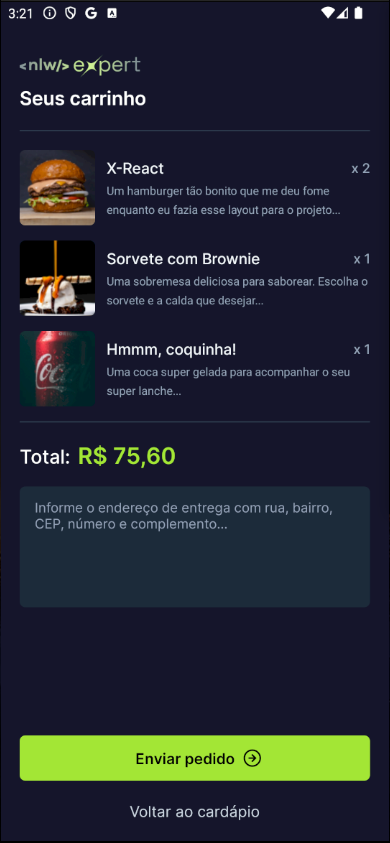 3:21
<nlw/> expert
Seus carrinho
X-React x 2
Um hamburger tão bonito que me deu fome
enquanto eu fazia esse layout para o projeto...
Sorvete com Brownie x 1
Uma sobremesa deliciosa para saborear. Escolha o
sorvete e a calda que desejar...
Coca
Hmmm, coquinha! x 1
Uma coca super gelada para acompanhar o seu
super lanche...
Total: R$ 75,60
Informe o endereço de entrega com rua, bairro,
CEP, número e complemento...
Enviar pedido
Voltar ao cardápio